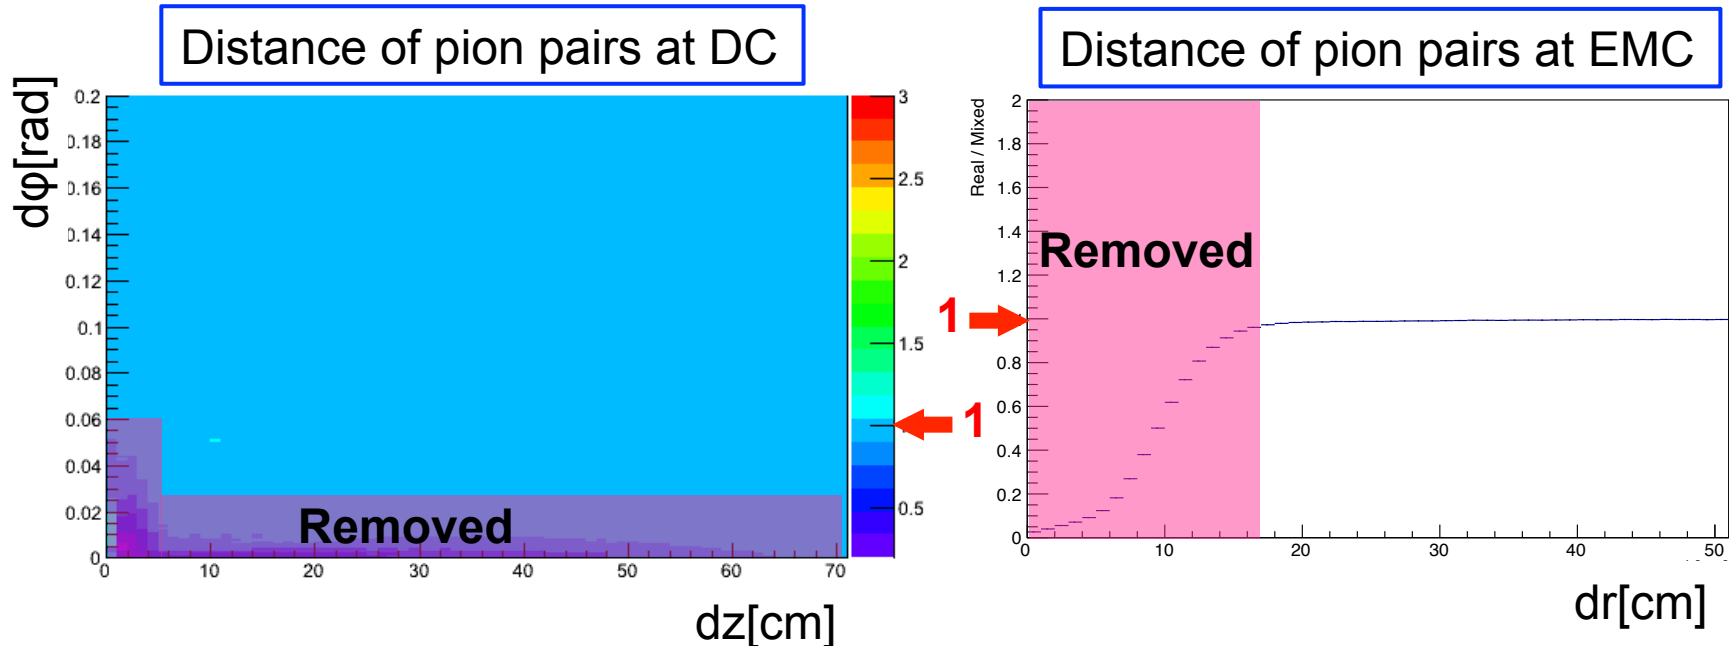 Distance of pion pairs at DC
dφ[rad]
0.2
0.18
0.16
0.14
0.12
0.1
0.08
0.06
0.04
0.02
0
Removed
0 10 20 30 40 50 60 70
dz[cm]
3
2.5
2
1.5
1
0.5
Distance of pion pairs at EMC
Real / Mixed
2
1.8
1.6
1.4
1.2
1
0.8
0.6
0.4
0.2
0
Removed
0 10 20 30 40 50
dr[cm]